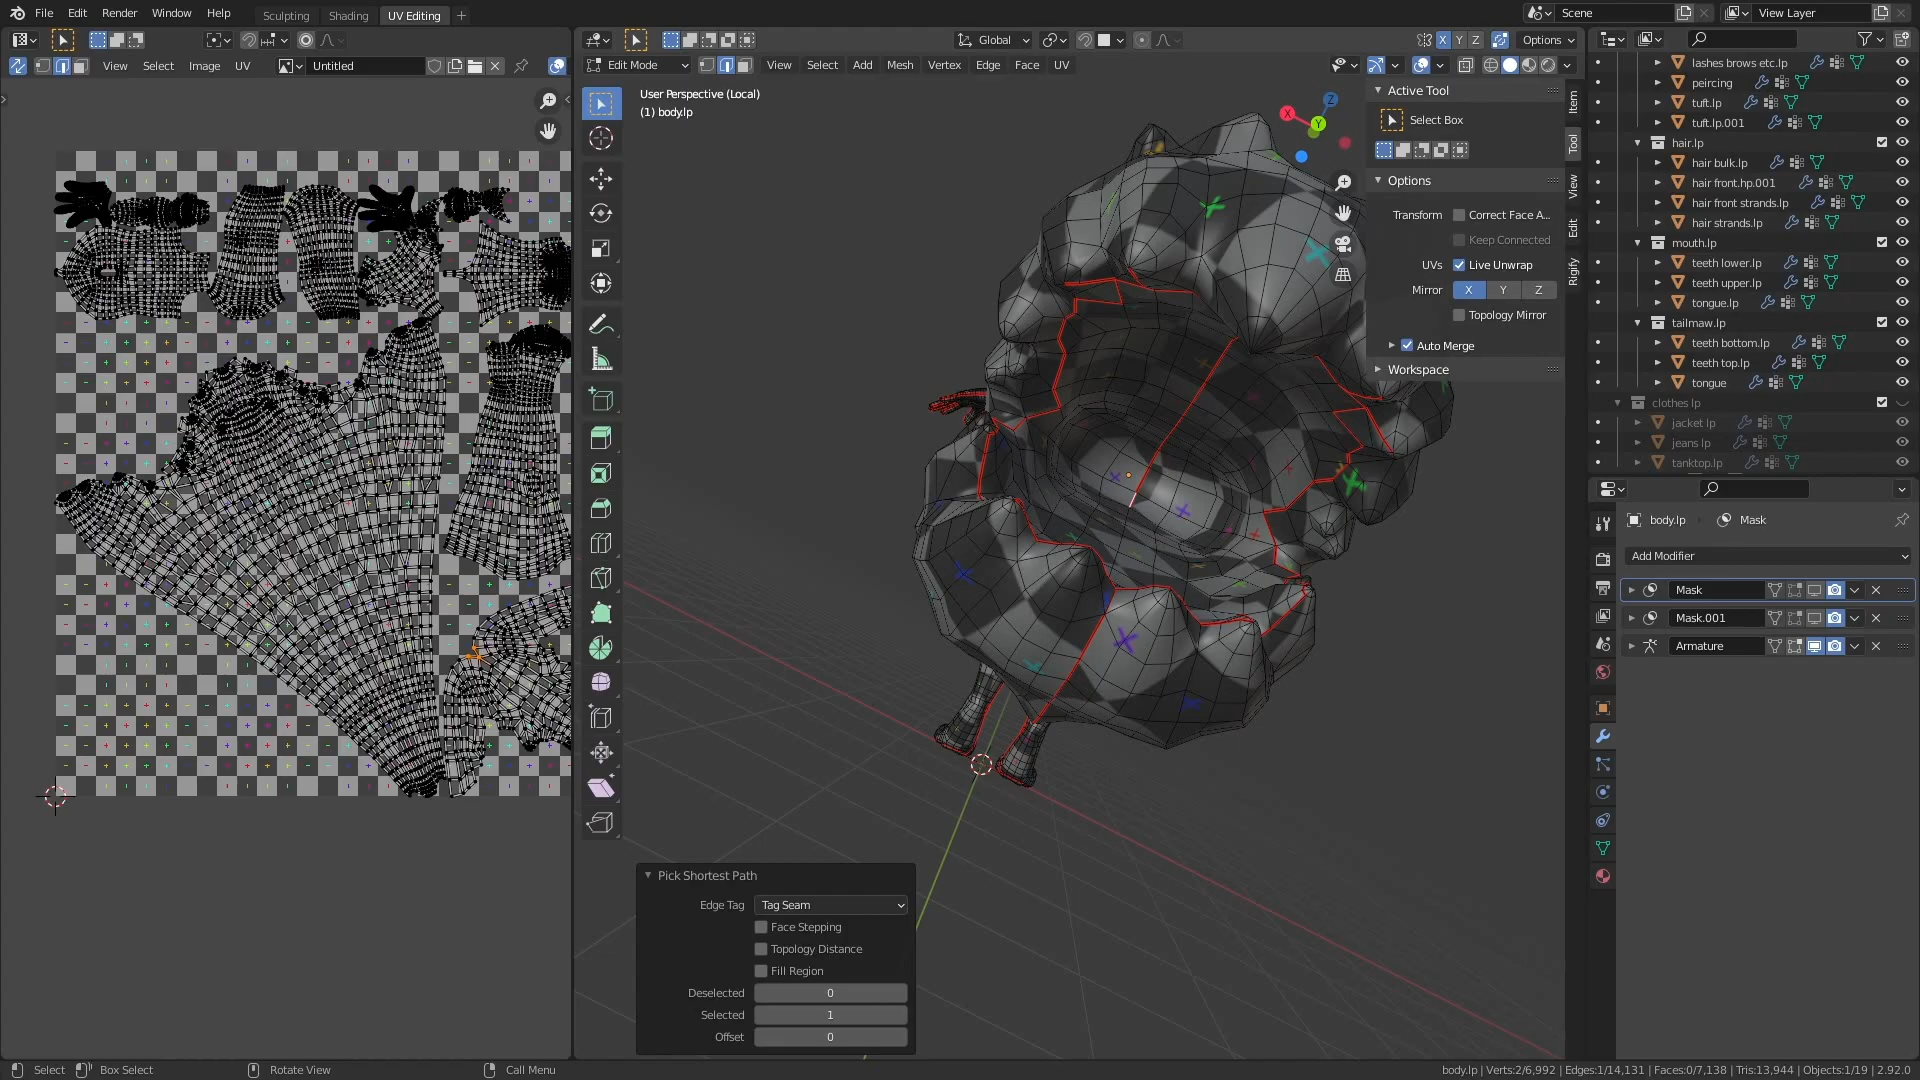 File Edit Render Window Help Sculpting Shading UV Editing +
Scene
View Layer
Global
X Y Z
Options
View Select Image UV
Untitled
Edit Mode
View Select Add Mesh Vertex Edge Face UV
User Perspective (Local)
(1) body.lp
X
Y
Z
Active Tool
Select Box
Options
Transform
Correct Face A...
Keep Connected
UVs
Live Unwrap
Mirror
X Y Z
Topology Mirror
Auto Merge
Workspace
Item
Tool
View
Edit
Rigify
lashes brows etc.lp
peircing
tuft.lp
tuft.lp.001
hair.lp
hair bulk.lp
hair front.hp.001
hair front strands.lp
hair strands.lp
mouth.lp
teeth lower.lp
teeth upper.lp
tongue.lp
tailmaw.lp
teeth bottom.lp
teeth top.lp
tongue
clothes lp
jacket lp
jeans lp
tanktop.lp
body.lp
Mask
Add Modifier
Mask
Mask.001
Armature
Pick Shortest Path
Edge Tag
Tag Seam
Face Stepping
Topology Distance
Fill Region
Deselected
0
Selected
1
Offset
0
Select
Box Select
Rotate View
Call Menu
body.lp | Verts:2/6,992 | Edges:1/14,131 | Faces:0/7,138 | Tris:13,944 | Objects:1/19 | 2.92.0